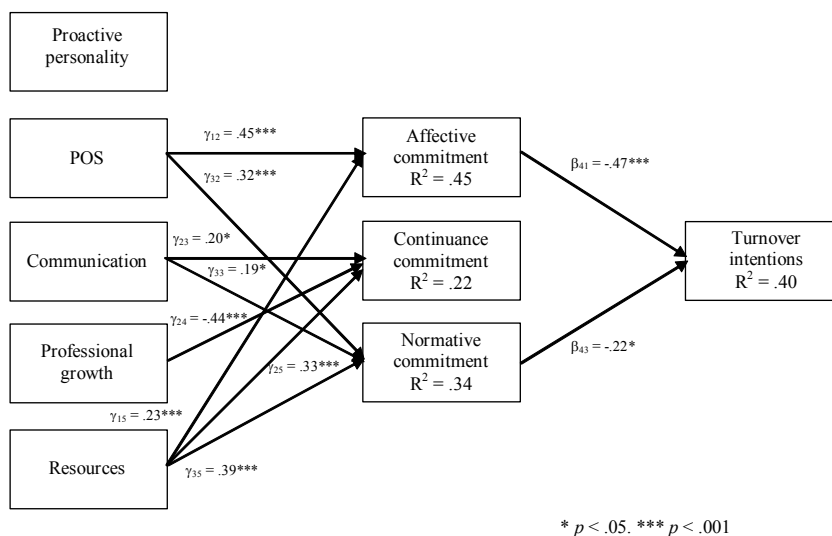 Proactive
personality
POS
Communication
Professional
growth
Resources
γ12 = .45***
γ32 = .32***
γ23 = .20*
γ33 = .19*
γ24 = -.44***
γ25 = .33***
γ15 = .23***
γ35 = .39***
Affective
commitment
R² = .45
Continuance
commitment
R² = .22
Normative
commitment
R² = .34
β41 = -.47***
β43 = -.22*
Turnover
intentions
R² = .40
* p < .05. *** p < .001